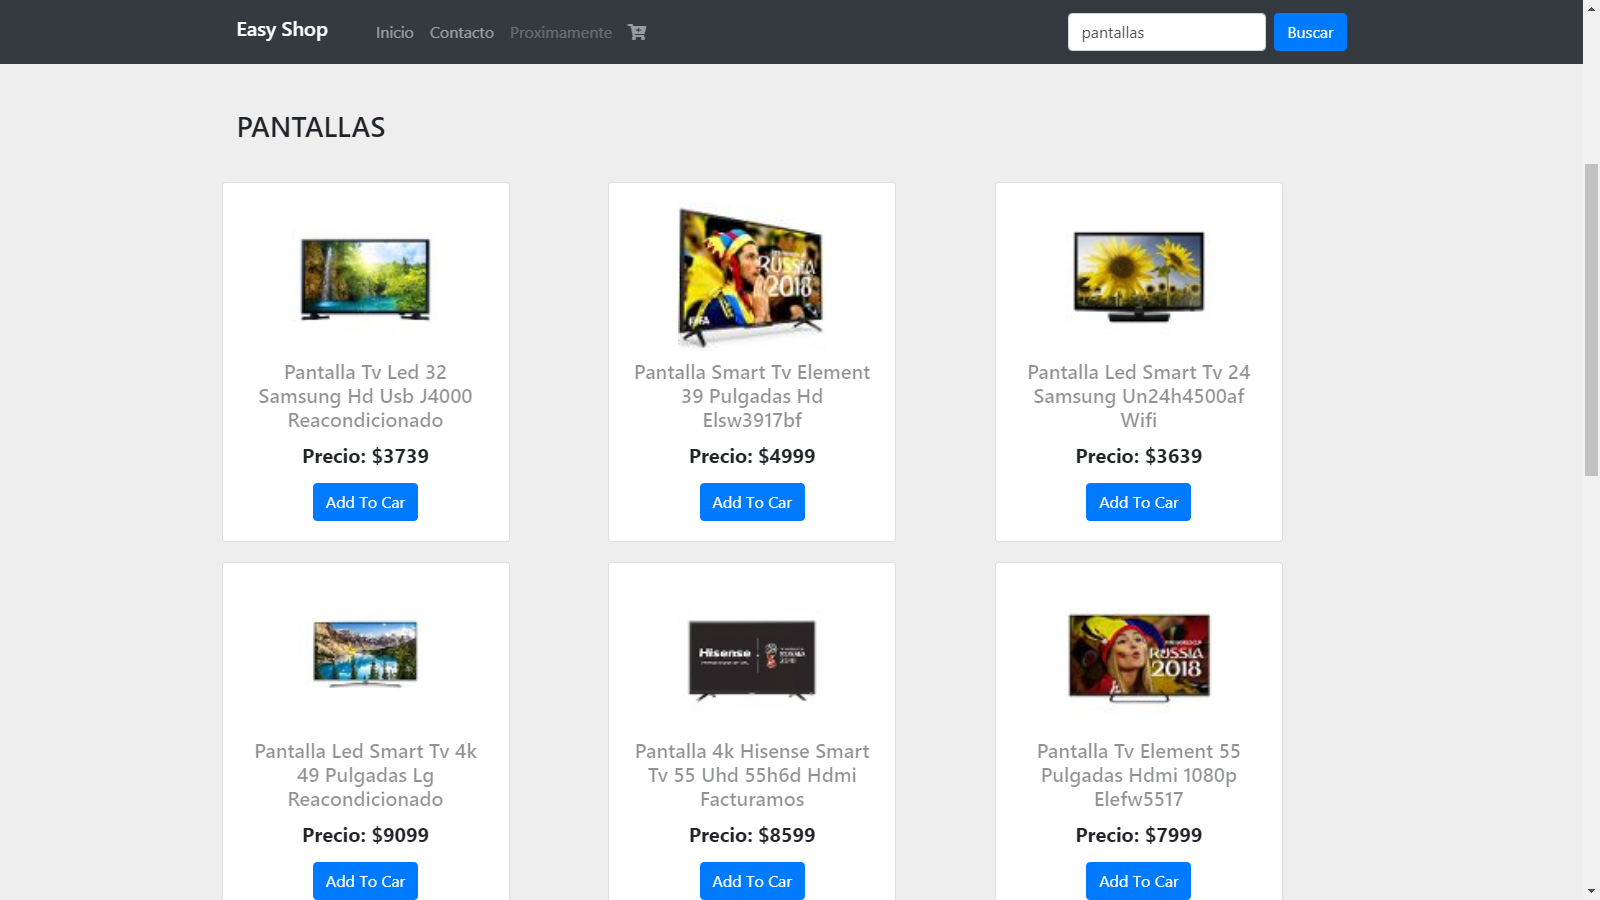 Easy Shop
Inicio
Contacto
Proximamente
pantallas
Buscar
PANTALLAS
RUSSIA
2018
FIFA
Pantalla Tv Led 32
Samsung Hd Usb J4000
Reacondicionado
Precio: $3739
Add To Car
Pantalla Smart Tv Element
39 Pulgadas Hd
Elsw3917bf
Precio: $4999
Add To Car
Pantalla Led Smart Tv 24
Samsung Un24h4500af
Wifi
Precio: $3639
Add To Car
Hisense
RUSSIA
2018
Pantalla Led Smart Tv 4k
49 Pulgadas Lg
Reacondicionado
Precio: $9099
Add To Car
Pantalla 4k Hisense Smart
Tv 55 Uhd 55h6d Hdmi
Facturamos
Precio: $8599
Add To Car
Pantalla Tv Element 55
Pulgadas Hdmi 1080p
Elefw5517
Precio: $7999
Add To Car